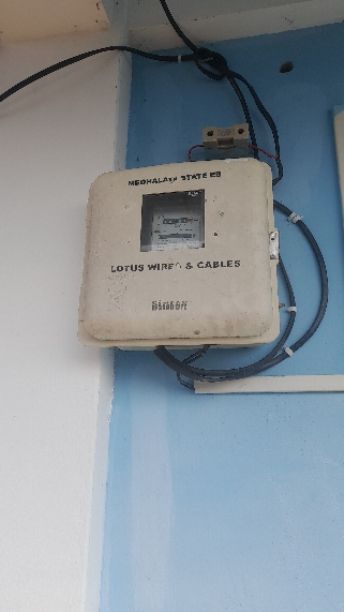 MEGHALAYA STATE EB
LOTUS WIRES & CABLES